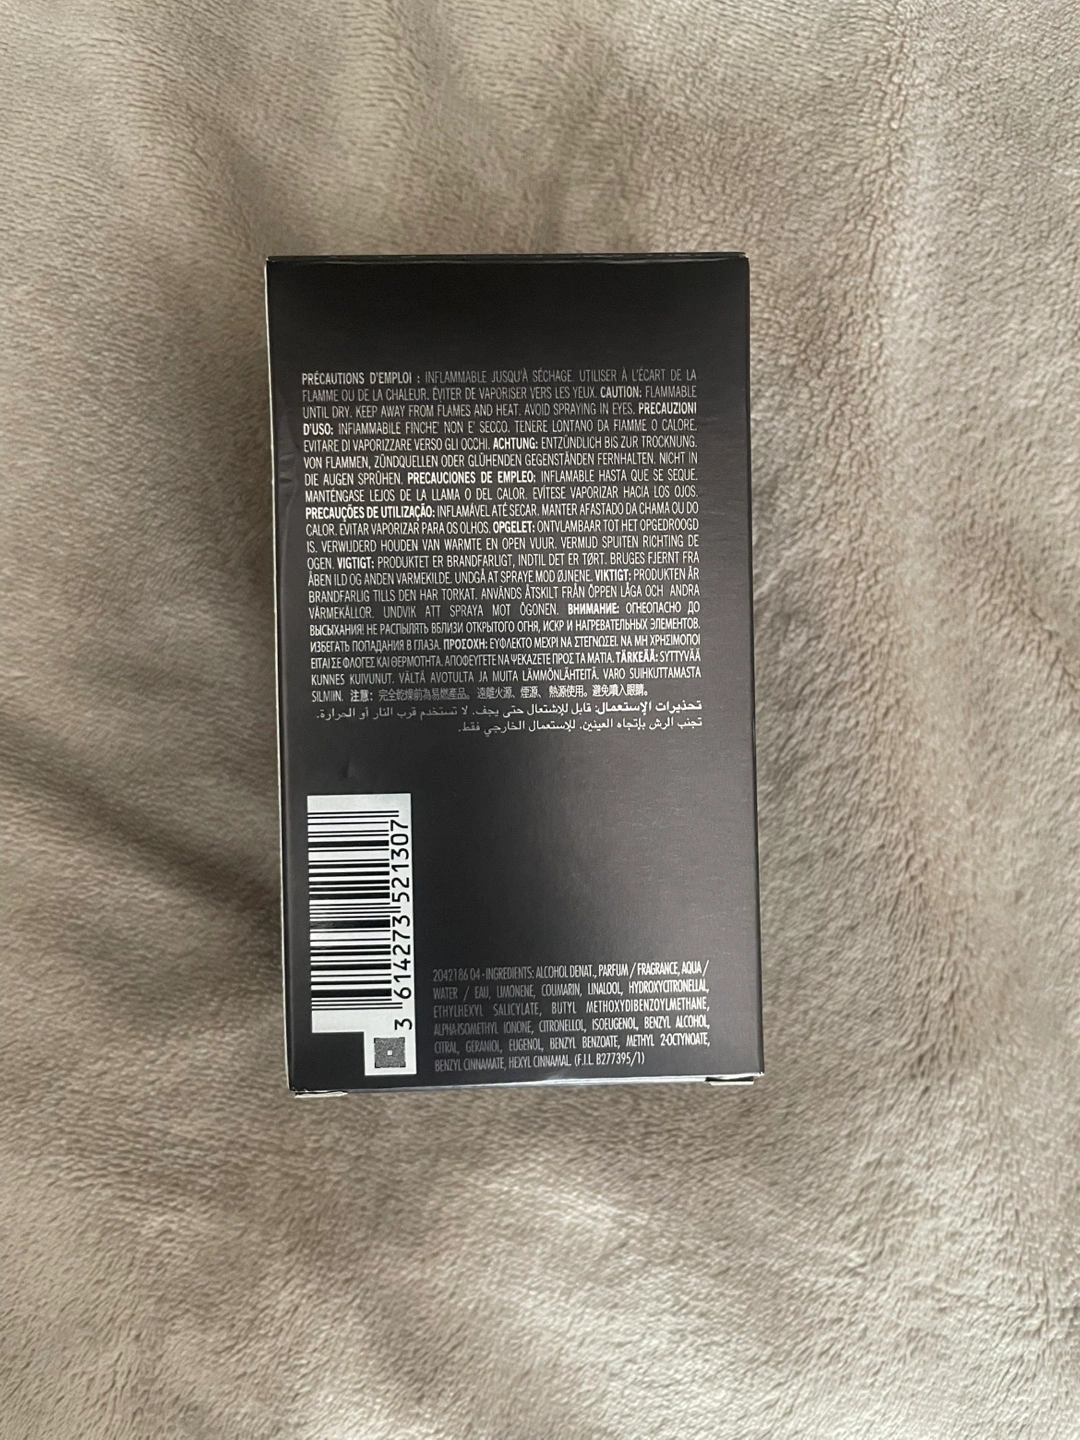 PRÉCAUTIONS D'EMPLOI : INFLAMMABLE JUSQU'À SÉCHAGE. UTILISER À L'ÉCART DE LA
FLAMME OU DE LA CHALEUR. ÉVITER DE VAPORISER VERS LES YEUX. CAUTION: FLAMMABLE
UNTIL DRY. KEEP AWAY FROM FLAMES AND HEAT. AVOID SPRAYING IN EYES. PRECAUZIONI
D'USO: INFIAMMABILE FINCHE' NON E' SECCO. TENERE LONTANO DA FIAMME O CALORE.
EVITARE DI VAPORIZZARE VERSO GLI OCCHI. ACHTUNG: ENTZÜNDLICH BIS ZUR TROCKNUNG.
VON FLAMMEN, ZÜNDQUELLEN ODER GLÜHENDEN GEGENSTÄNDEN FERNHALTEN. NICHT IN
DIE AUGEN SPRÜHEN. PRECAUCIONES DE EMPLEO: INFLAMABLE HASTA QUE SE SEQUE.
MANTÉNGASE LEJOS DE LA LLAMA O DEL CALOR. EVÍTESE VAPORIZAR HACIA LOS OJOS.
PRECAUÇÕES DE UTILIZAÇÃO: INFLAMÁVEL ATÉ SECAR. MANTER AFASTADO DA CHAMA OU DO
CALOR. EVITAR VAPORIZAR PARA OS OLHOS. OPGELET: ONTVLAMBAAR TOT HET OPGEDROOGD
IS. VERWIJDERD HOUDEN VAN WARMTE EN OPEN VUUR. VERMIJD SPUITEN RICHTING DE
OGEN. VIGTIGT: PRODUKTET ER BRANDFARLIGT, INDTIL DET ER TØRT. BRUGES FJERNT FRA
ÅBEN ILD OG ANDEN VARMEKILDE. UNDGÅ AT SPRAYE MOD ØJNENE. VIKTIGT: PRODUKTEN ÄR
BRANDFARLIG TILLS DEN HAR TORKAT. ANVÄNDS ÅTSKILT FRÅN ÖPPEN LÅGA OCH ANDRA
VÄRMEKÄLLOR. UNDVIK ATT SPRAYA MOT ÖGONEN. ВНИМАНИЕ: ОГНЕОПАСНО ДО
ВЫСЫХАНИЯ! НЕ РАСПЫЛЯТЬ ВБЛИЗИ ОТКРЫТОГО ОГНЯ, ИСКР И НАГРЕВАТЕЛЬНЫХ ЭЛЕМЕНТОВ.
ИЗБЕГАТЬ ПОПАДАНИЯ В ГЛАЗА. ΠΡΟΣΟΧΗ: ΕΥΦΛΕΚΤΟ ΜΕΧΡΙ ΝΑ ΣΤΕΓΝΩΣΕΙ. ΝΑ ΜΗ ΧΡΗΣΙΜΟΠΟΙ
ΕΙΤΑΙ ΣΕ ΦΛΟΓΕΣ ΚΑΙ ΘΕΡΜΟΤΗΤΑ. ΑΠΟΦΕΥΓΕΤΕ ΝΑ ΨΕΚΑΖΕΤΕ ΠΡΟΣ ΤΑ ΜΑΤΙΑ. TÄRKEÄÄ: SYTTYVÄÄ
KUNNES KUIVUNUT. VÄLTÄ AVOTULTA JA MUITA LÄMMÖNLÄHTEITÄ. VARO SUIHKUTTAMASTA
SILMIIN. 注意：完全乾燥前為易燃產品。遠離火源、煙源、熱源使用。避免噴入眼睛。
تحذيرات الإستعمال: قابل للإشتعال حتى يجف. لا تستخدم قرب النار أو الحرارة.
تجنب الرش بإتجاه العينين. للإستعمال الخارجي فقط.
3 614273 521307
2042186 04 - INGREDIENTS: ALCOHOL DENAT., PARFUM / FRAGRANCE, AQUA /
WATER / EAU, LIMONENE, COUMARIN, LINALOOL, HYDROXYCITRONELLAL,
ETHYLHEXYL SALICYLATE, BUTYL METHOXYDIBENZOYLMETHANE,
ALPHA-ISOMETHYL IONONE, CITRONELLOL, ISOEUGENOL, BENZYL ALCOHOL,
CITRAL, GERANIOL, EUGENOL, BENZYL BENZOATE, METHYL 2-OCTYNOATE,
BENZYL CINNAMATE, HEXYL CINNAMAL. (F.I.L. B277395/1)